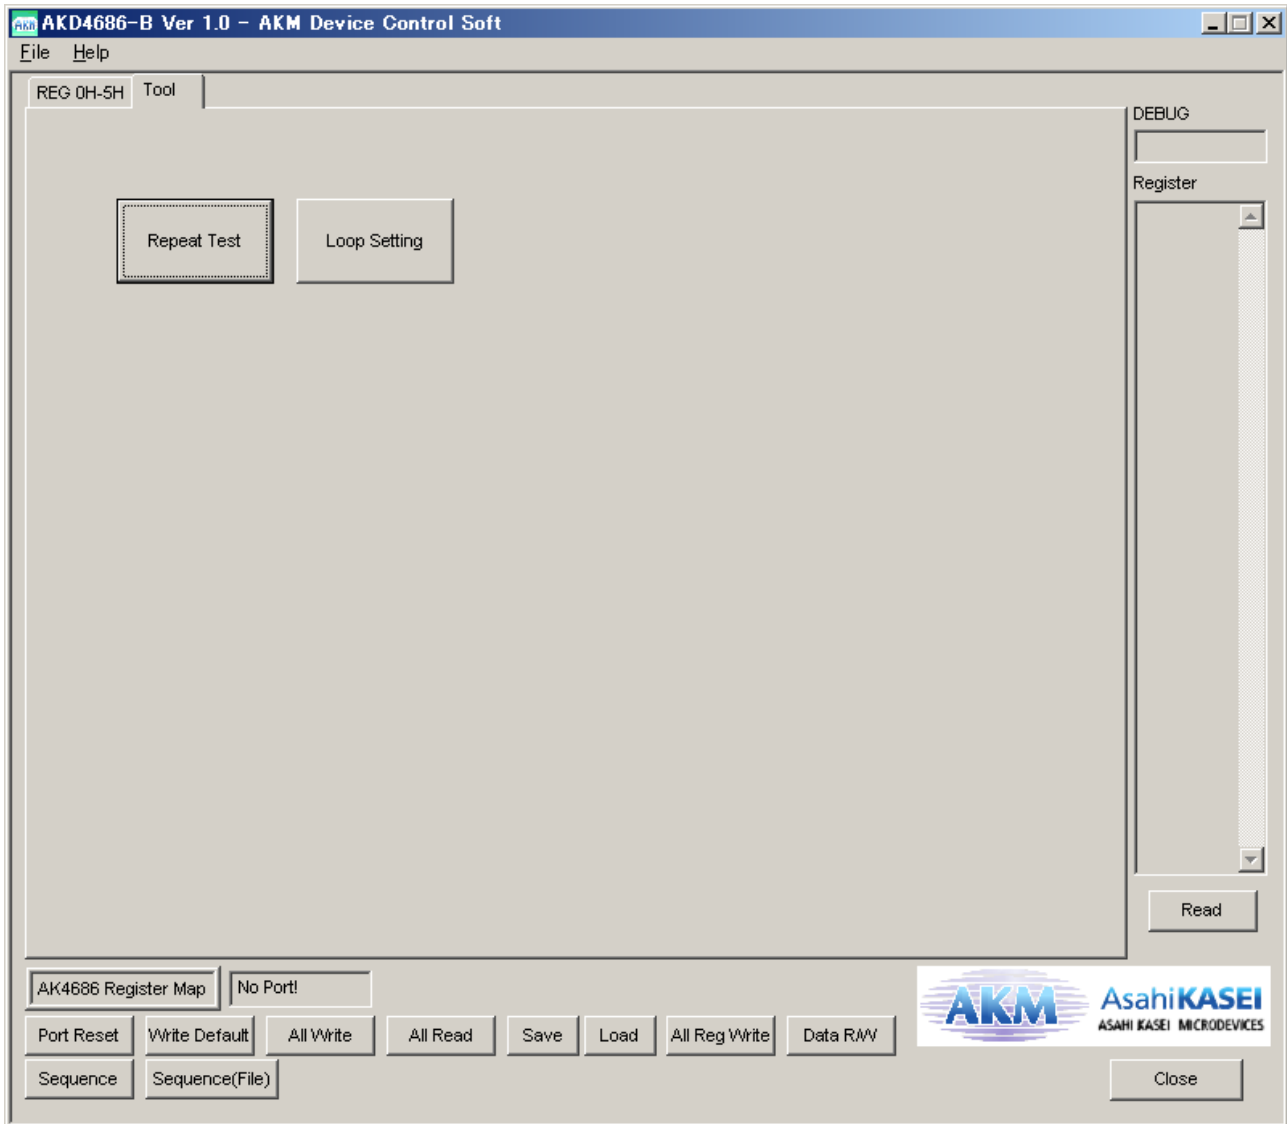 AKM AKD4686-B Ver 1.0 - AKM Device Control Soft
File Help
REG 0H-5H Tool
DEBUG
Register
Repeat Test Loop Setting
Read
AK4686 Register Map No Port!
AKM AsahiKASEI
ASAHI KASEI MICRODEVICES
Port Reset Write Default All Write All Read Save Load All Reg Write Data R/W
Sequence Sequence(File) Close